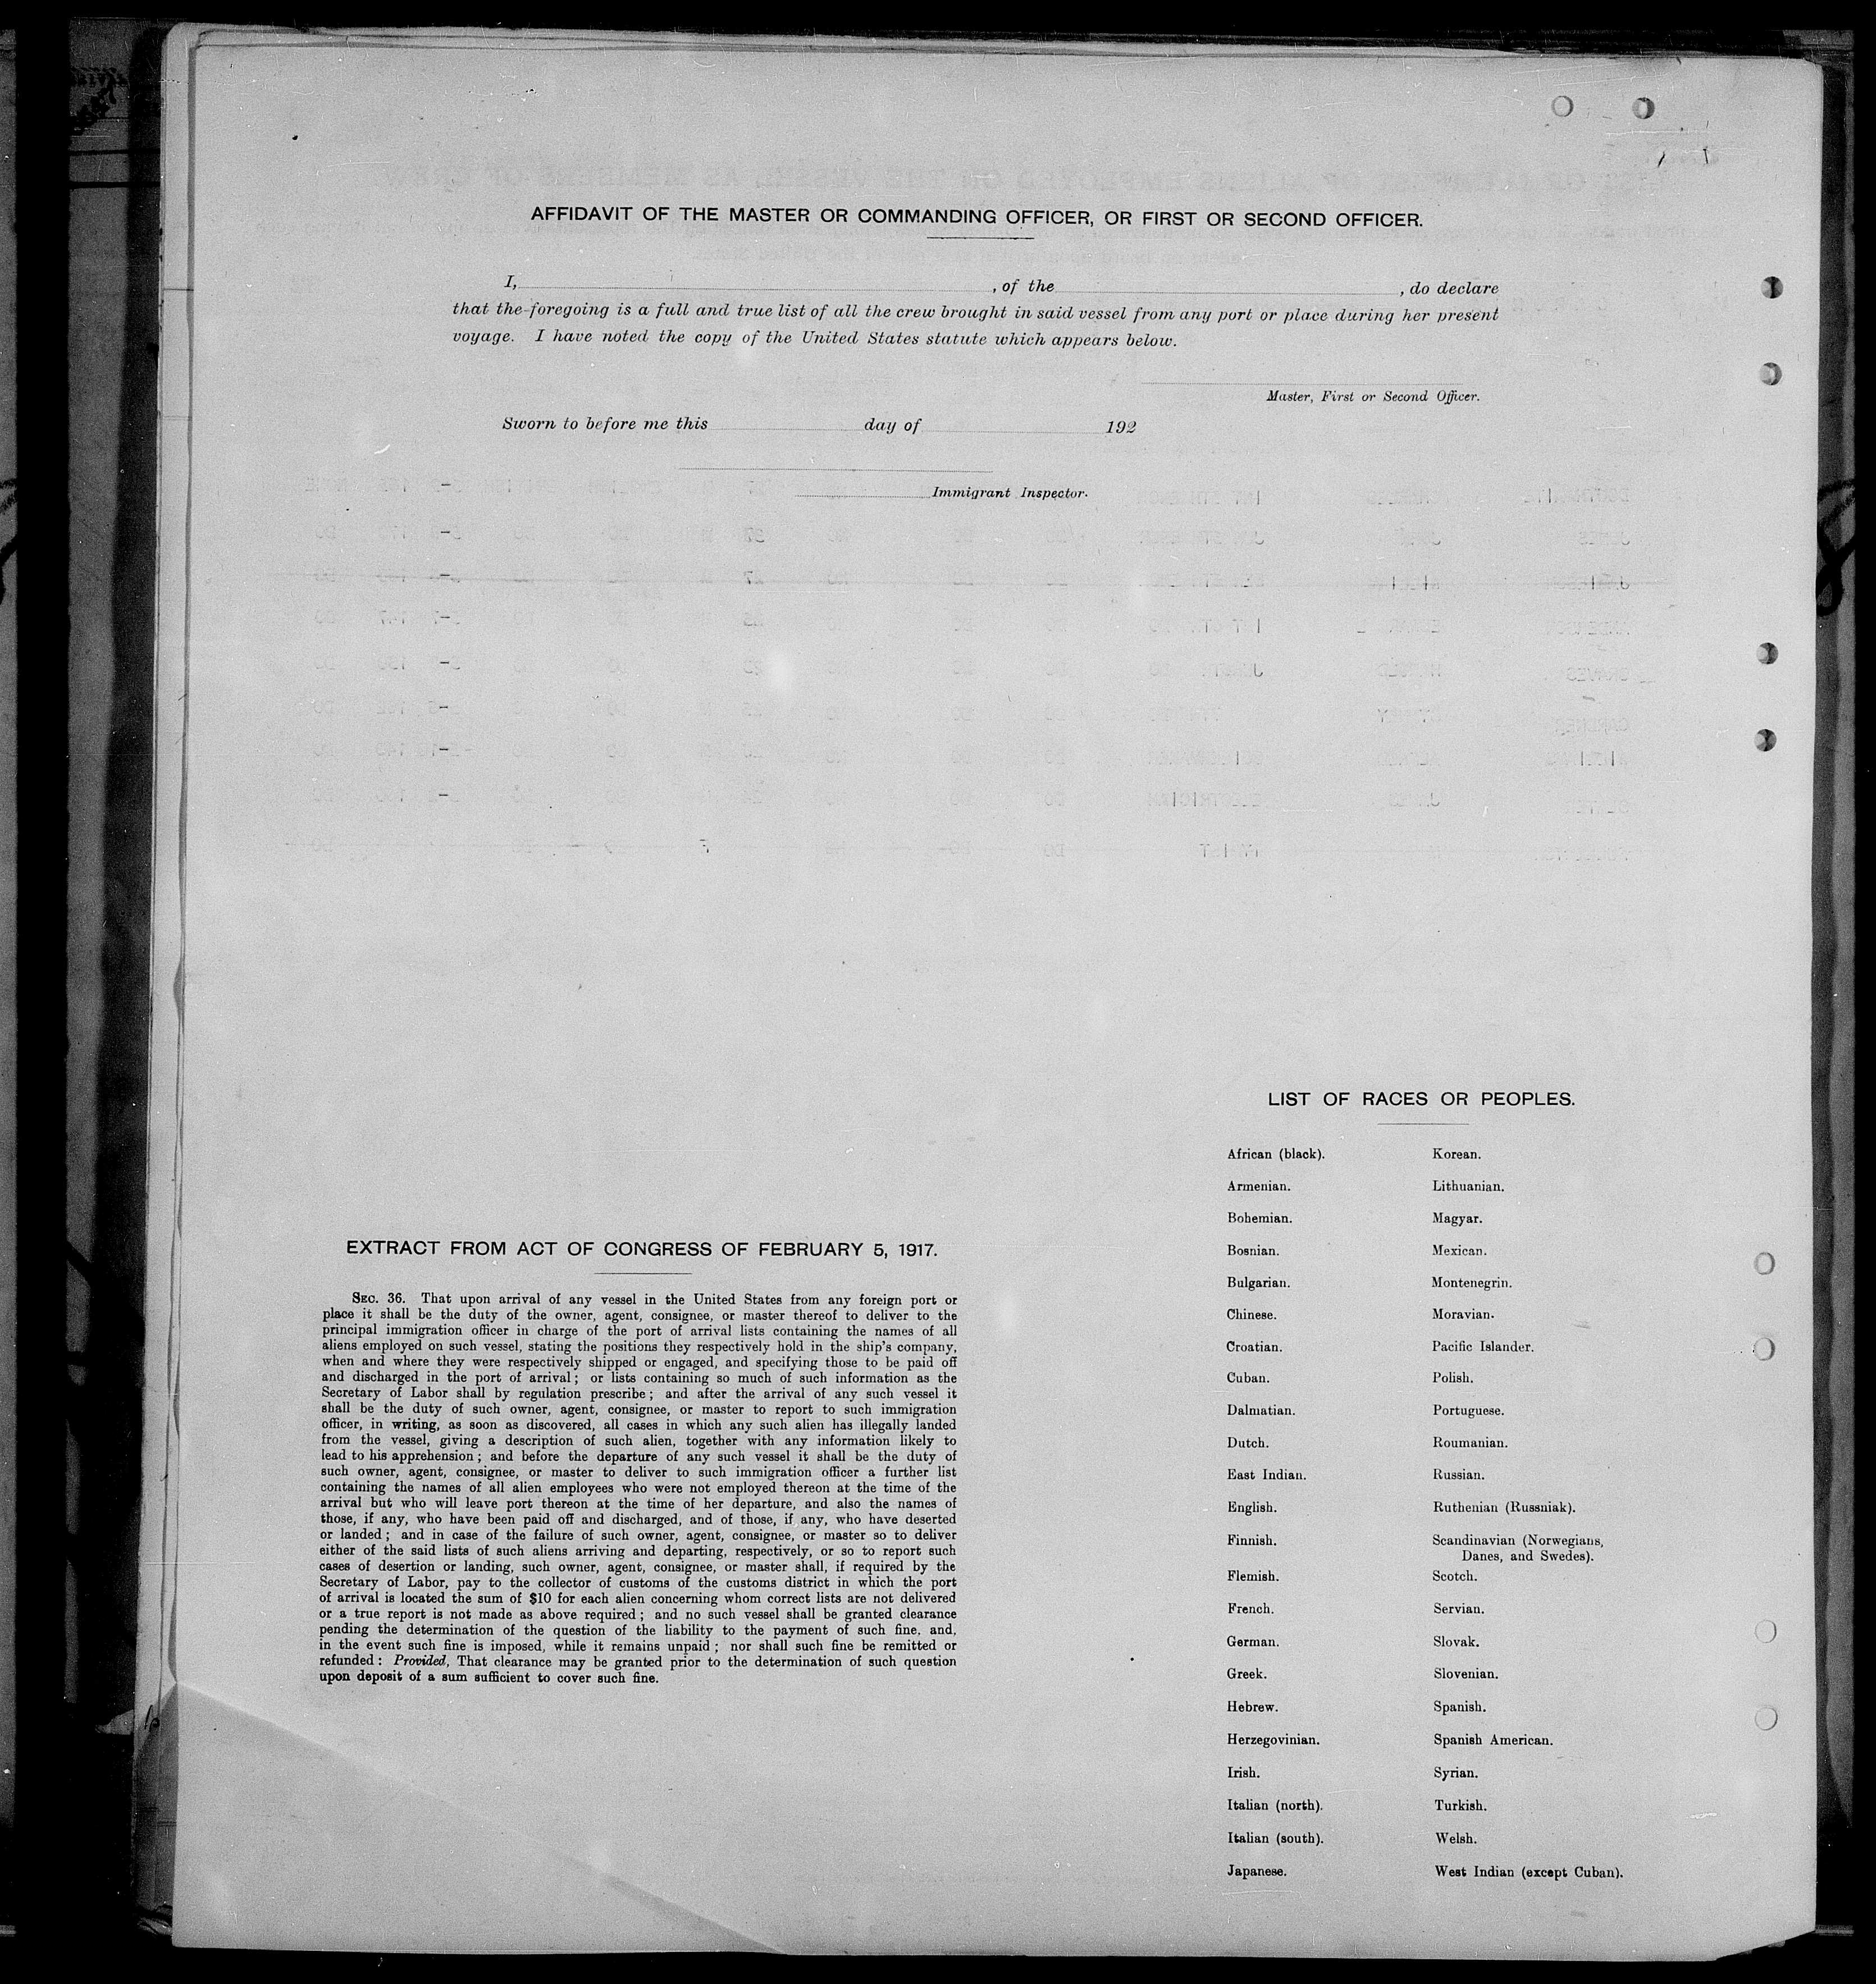 AFFIDAVIT OF THE MASTER OR COMMANDING OFFICER, OR FIRST OR SECOND OFFICER.
I, , of the , do declare
that the foregoing is a full and true list of all the crew brought in said vessel from any port or place during her present
voyage. I have noted the copy of the United States statute which appears below.
Master, First or Second Officer.
Sworn to before me this day of 192
Immigrant Inspector.
EXTRACT FROM ACT OF CONGRESS OF FEBRUARY 5, 1917.
SEC. 36. That upon arrival of any vessel in the United States from any foreign port or
place it shall be the duty of the owner, agent, consignee, or master thereof to deliver to the
principal immigration officer in charge of the port of arrival lists containing the names of all
aliens employed on such vessel, stating the positions they respectively hold in the ship's company,
when and where they were respectively shipped or engaged, and specifying those to be paid off
and discharged in the port of arrival; or lists containing so much of such information as the
Secretary of Labor shall by regulation prescribe; and after the arrival of any such vessel it
shall be the duty of such owner, agent, consignee, or master to report to such immigration
officer, in writing, as soon as discovered, all cases in which any such alien has illegally landed
from the vessel, giving a description of such alien, together with any information likely to
lead to his apprehension; and before the departure of any such vessel it shall be the duty of
such owner, agent, consignee, or master to deliver to such immigration officer a further list
containing the names of all alien employees who were not employed thereon at the time of the
arrival but who will leave port thereon at the time of her departure, and also the names of
those, if any, who have been paid off and discharged, and of those, if any, who have deserted
or landed; and in case of the failure of such owner, agent, consignee, or master so to deliver
either of the said lists of such aliens arriving and departing, respectively, or so to report such
cases of desertion or landing, such owner, agent, consignee, or master shall, if required by the
Secretary of Labor, pay to the collector of customs of the customs district in which the port
of arrival is located the sum of $10 for each alien concerning whom correct lists are not delivered
or a true report is not made as above required; and no such vessel shall be granted clearance
pending the determination of the question of the liability to the payment of such fine, and,
in the event such fine is imposed, while it remains unpaid; nor shall such fine be remitted or
refunded: Provided, That clearance may be granted prior to the determination of such question
upon deposit of a sum sufficient to cover such fine.
LIST OF RACES OR PEOPLES.
African (black).
Armenian.
Bohemian.
Bosnian.
Bulgarian.
Chinese.
Croatian.
Cuban.
Dalmatian.
Dutch.
East Indian.
English.
Finnish.
Flemish.
French.
German.
Greek.
Hebrew.
Herzegovinian.
Irish.
Italian (north).
Italian (south).
Japanese.
Korean.
Lithuanian.
Magyar.
Mexican.
Montenegrin.
Moravian.
Pacific Islander.
Polish.
Portuguese.
Roumanian.
Russian.
Ruthenian (Russniak).
Scandinavian (Norwegians,
Danes, and Swedes).
Scotch.
Servian.
Slovak.
Slovenian.
Spanish.
Spanish American.
Syrian.
Turkish.
Welsh.
West Indian (except Cuban).